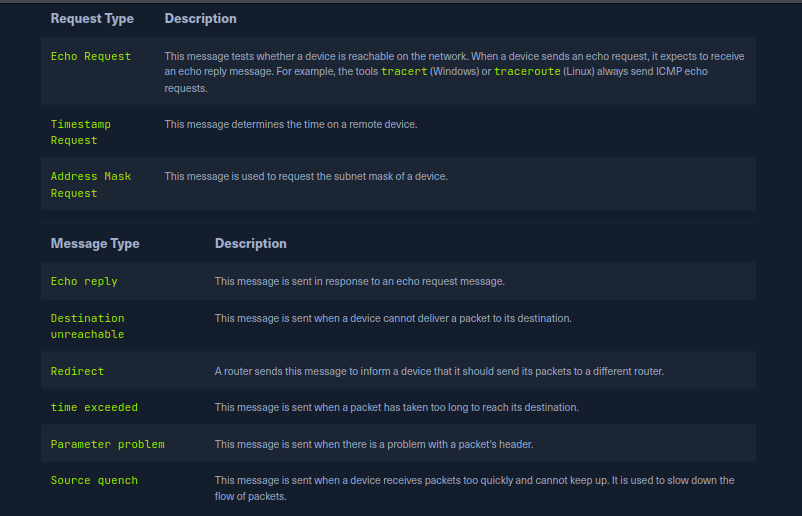 Request Type Description
Echo Request This message tests whether a device is reachable on the network. When a device sends an echo request, it expects to receive
an echo reply message. For example, the tools tracert (Windows) or traceroute (Linux) always send ICMP echo
requests.
Timestamp This message determines the time on a remote device.
Request
Address Mask This message is used to request the subnet mask of a device.
Request
Message Type Description
Echo reply This message is sent in response to an echo request message.
Destination This message is sent when a device cannot deliver a packet to its destination.
unreachable
Redirect A router sends this message to inform a device that it should send its packets to a different router.
time exceeded This message is sent when a packet has taken too long to reach its destination.
Parameter problem This message is sent when there is a problem with a packet's header.
Source quench This message is sent when a device receives packets too quickly and cannot keep up. It is used to slow down the
flow of packets.